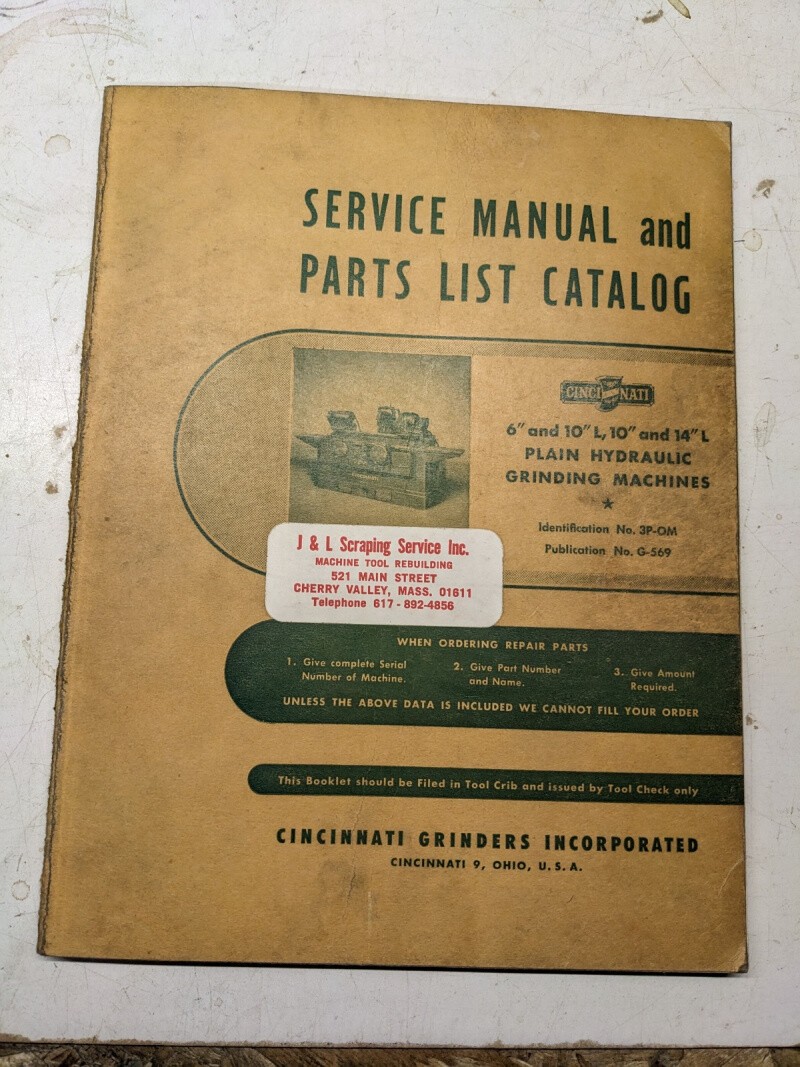 SERVICE MANUAL and
PARTS LIST CATALOG
CINCINNATI
6" and 10" L, 10" and 14" L
PLAIN HYDRAULIC
GRINDING MACHINES
Identification No. 3P-OM
Publication No. G-569
J & L Scraping Service Inc.
MACHINE TOOL REBUILDING
521 MAIN STREET
CHERRY VALLEY, MASS. 01611
Telephone 617-892-4856
WHEN ORDERING REPAIR PARTS
1. Give complete Serial
Number of Machine.
2. Give Part Number
and Name.
3. Give Amount
Required.
UNLESS THE ABOVE DATA IS INCLUDED WE CANNOT FILL YOUR ORDER
This Booklet should be Filed in Tool Crib and issued by Tool Check only
CINCINNATI GRINDERS INCORPORATED
CINCINNATI 9, OHIO, U.S.A.